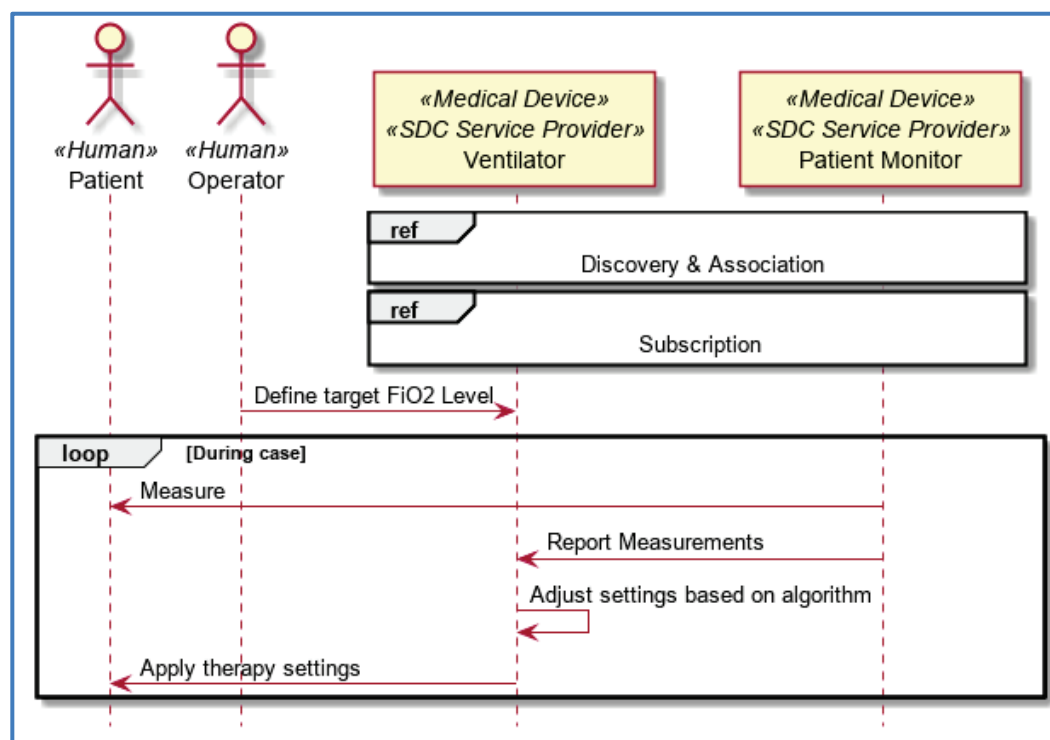 «Human»
Patient
«Human»
Operator
«Medical Device»
«SDC Service Provider»
Ventilator
«Medical Device»
«SDC Service Provider»
Patient Monitor
ref
Discovery & Association
ref
Subscription
Define target FiO2 Level
loop
[During case]
Measure
Report Measurements
Adjust settings based on algorithm
Apply therapy settings